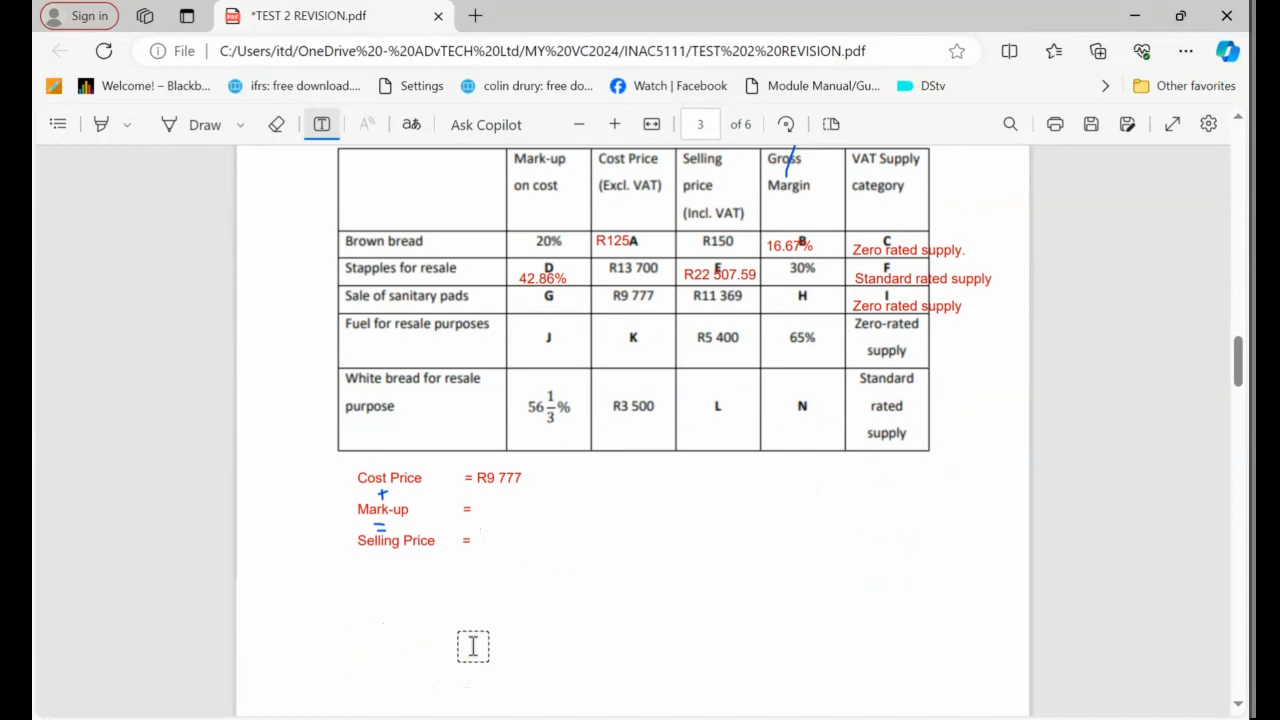 Sign in
*TEST 2 REVISION.pdf
File C:/Users/itd/OneDrive%20-%20ADvTECH%20Ltd/MY%20VC2024/INAC5111/TEST%202%20REVISION.pdf
Welcome! – Blackb... ifrs: free download.... Settings colin drury: free do... Watch | Facebook Module Manual/Gu... DStv Other favorites
Draw aあ Ask Copilot 3 of 6
Mark-up on cost
Cost Price (Excl. VAT)
Selling price (Incl. VAT)
Gross Margin
VAT Supply category
Brown bread 20% R125 A R150 16.67% B C Zero rated supply.
Stapples for resale D 42.86% R13 700 E R22 507.59 30% F Standard rated supply
Sale of sanitary pads G R9 777 R11 369 H I Zero rated supply
Fuel for resale purposes J K R5 400 65% Zero-rated supply
White bread for resale purpose 56 1/3% R3 500 L N Standard rated supply
Cost Price = R9 777
+
Mark-up =
=
Selling Price =